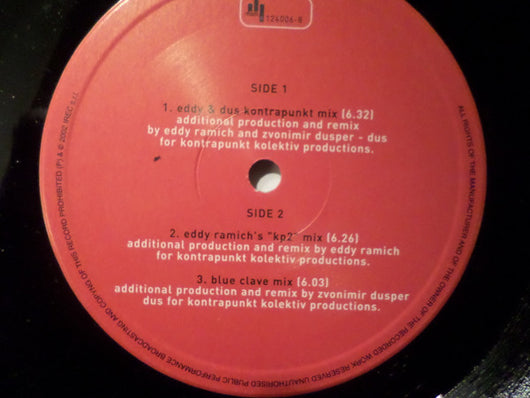 124006-8
SIDE 1
1. eddy & dus kontrapunkt mix (6.32)
additional production and remix
by eddy ramich and zvonimir dusper - dus
for kontrapunkt kolektiv productions.
SIDE 2
2. eddy ramich's "kp2" mix (6.26)
additional production and remix by eddy ramich
for kontrapunkt kolektiv productions.
3. blue clave mix (6.03)
additional production and remix by zvonimir dusper
dus for kontrapunkt kolektiv productions.
ALL RIGHTS OF THE MANUFACTURER AND OF THE OWNER OF THE RECORDED WORK RESERVED UNAUTHORISED PUBLIC PERFORMANCE BROADCASTING AND COPYING OF THIS RECORD PROHIBITED (P) & © 2002 IREC s.r.l.